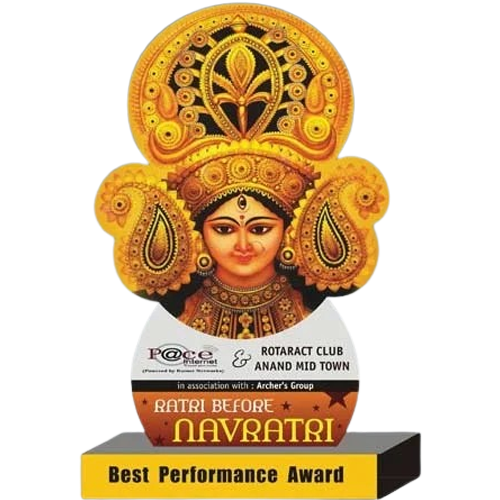 P@ce
Internet
&
ROTARACT CLUB
ANAND MID TOWN
in association with : Archer's Group
RATRI BEFORE
NAVRATRI
Best Performance Award